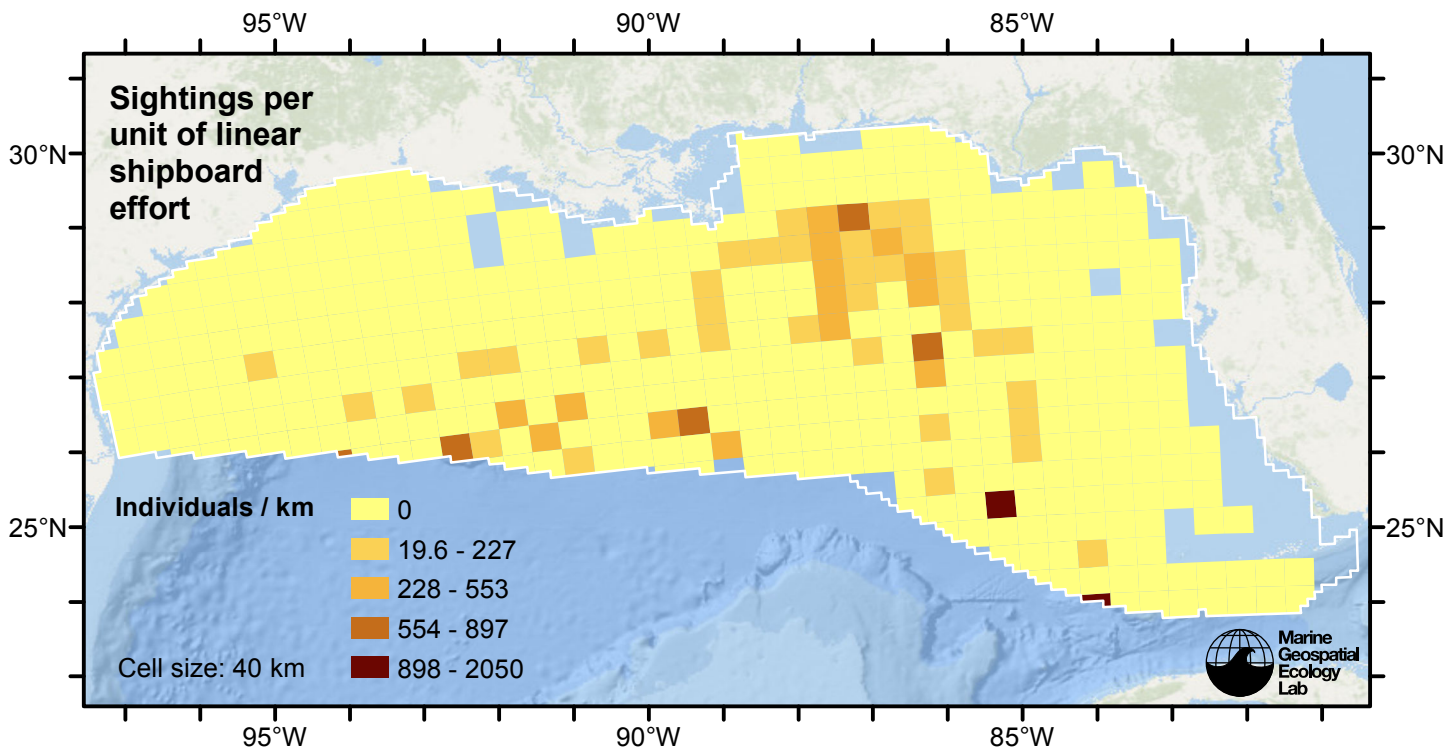 95°W 90°W 85°W
Sightings per
unit of linear
shipboard
effort
30°N 30°N
25°N 25°N
Individuals / km
0
19.6 - 227
228 - 553
554 - 897
898 - 2050
Cell size: 40 km
Marine
Geospatial
Ecology
Lab
95°W 90°W 85°W